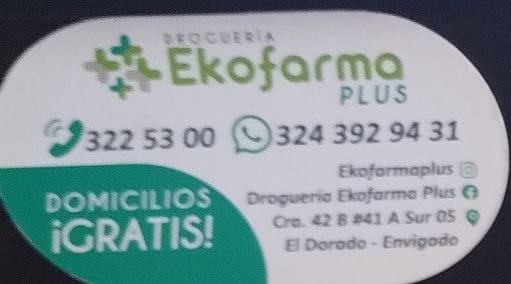 DROGUERÍA
Ekofarma
PLUS
322 53 00 324 392 94 31
Ekofarmaplus
Drogueria Ekofarma Plus
Cra. 42 B #41 A Sur 05
El Dorado - Envigado
DOMICILIOS
¡GRATIS!